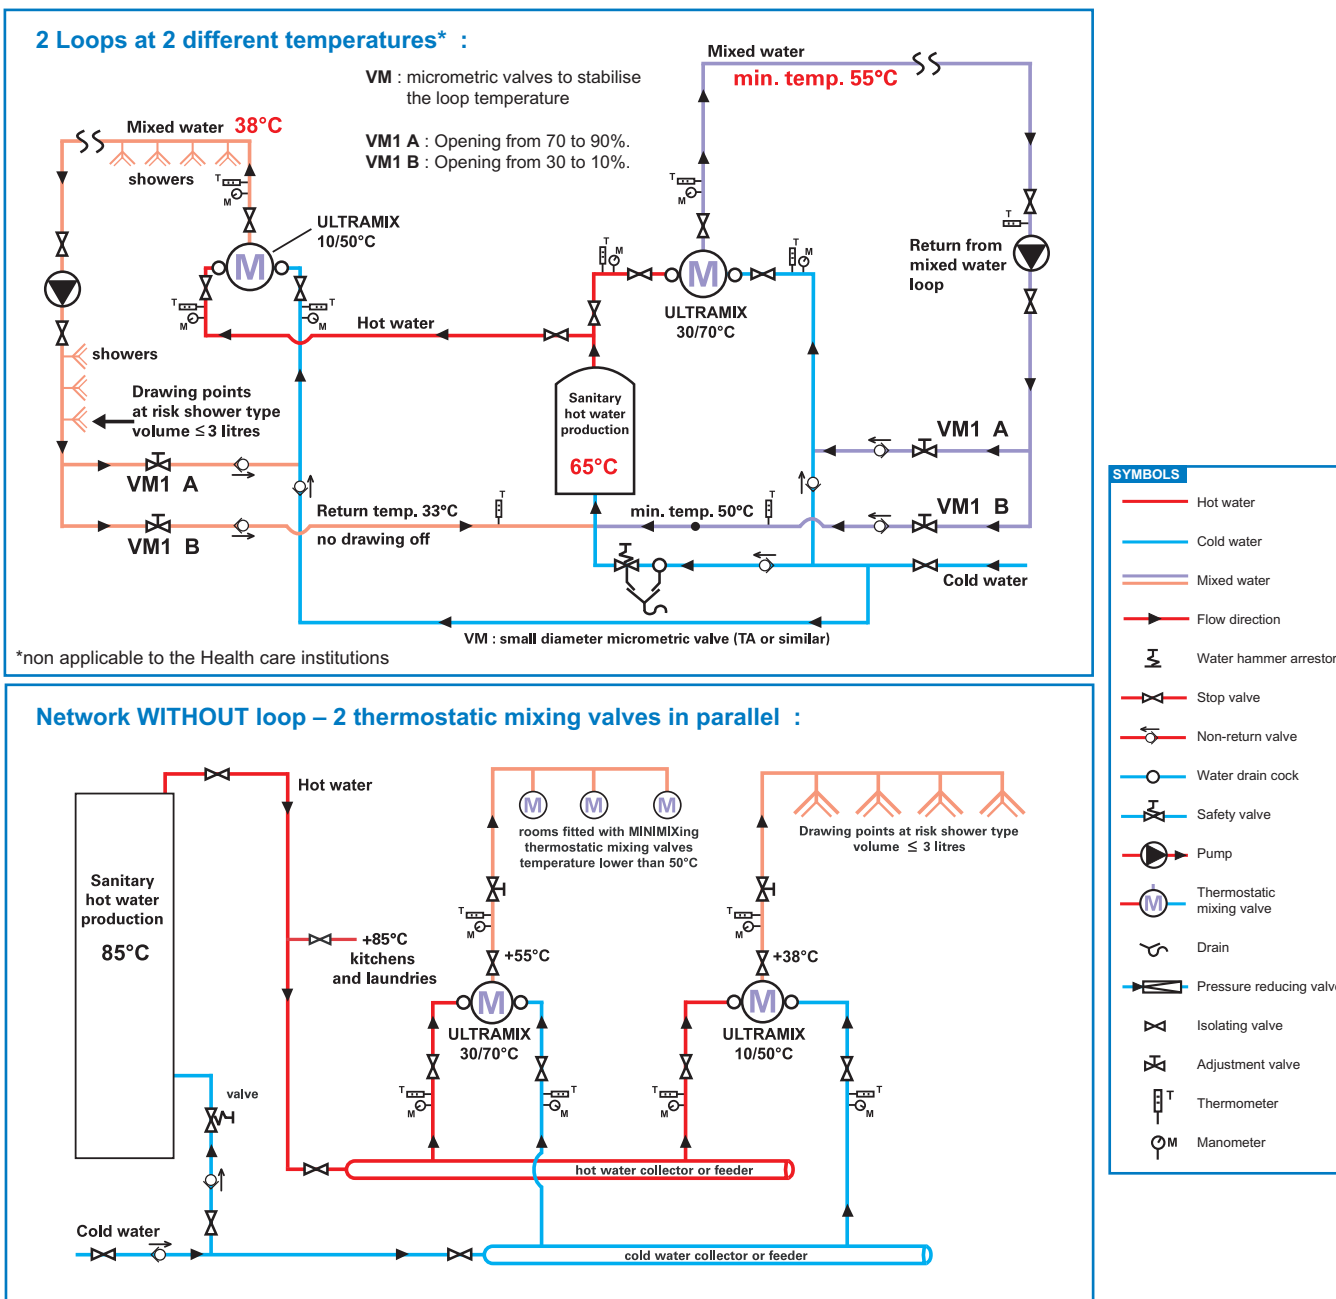 2 Loops at 2 different temperatures* :
VM : micrometric valves to stabilise
the loop temperature
VM1 A : Opening from 70 to 90%.
VM1 B : Opening from 30 to 10%.
Mixed water
min. temp. 55°C
Mixed water 38°C
showers
T
M
ULTRAMIX
10/50°C
M
T
M
T
M
T
M
T
M
M
T
M
ULTRAMIX
30/70°C
T
Return from
mixed water
loop
Hot water
showers
Drawing points
at risk shower type
volume ≤ 3 litres
Sanitary
hot water
production
65°C
VM1 A
VM1 A
VM1 B
VM1 B
Return temp. 33°C
no drawing off
T
min. temp. 50°C
T
Cold water
VM : small diameter micrometric valve (TA or similar)
*non applicable to the Health care institutions
Network WITHOUT loop – 2 thermostatic mixing valves in parallel :
Hot water
Sanitary
hot water
production
85°C
+85°C
kitchens
and laundries
M
M
M
rooms fitted with MINIMIXing
thermostatic mixing valves
temperature lower than 50°C
Drawing points at risk shower type
volume ≤ 3 litres
T
M
T
M
+55°C
+38°C
M
M
ULTRAMIX
30/70°C
ULTRAMIX
10/50°C
T
M
T
M
T
M
T
M
valve
hot water collector or feeder
Cold water
cold water collector or feeder
SYMBOLS
Hot water
Cold water
Mixed water
Flow direction
Water hammer arrestor
Stop valve
Non-return valve
Water drain cock
Safety valve
Pump
M
Thermostatic
mixing valve
Drain
Pressure reducing valve
Isolating valve
Adjustment valve
T
Thermometer
M
Manometer